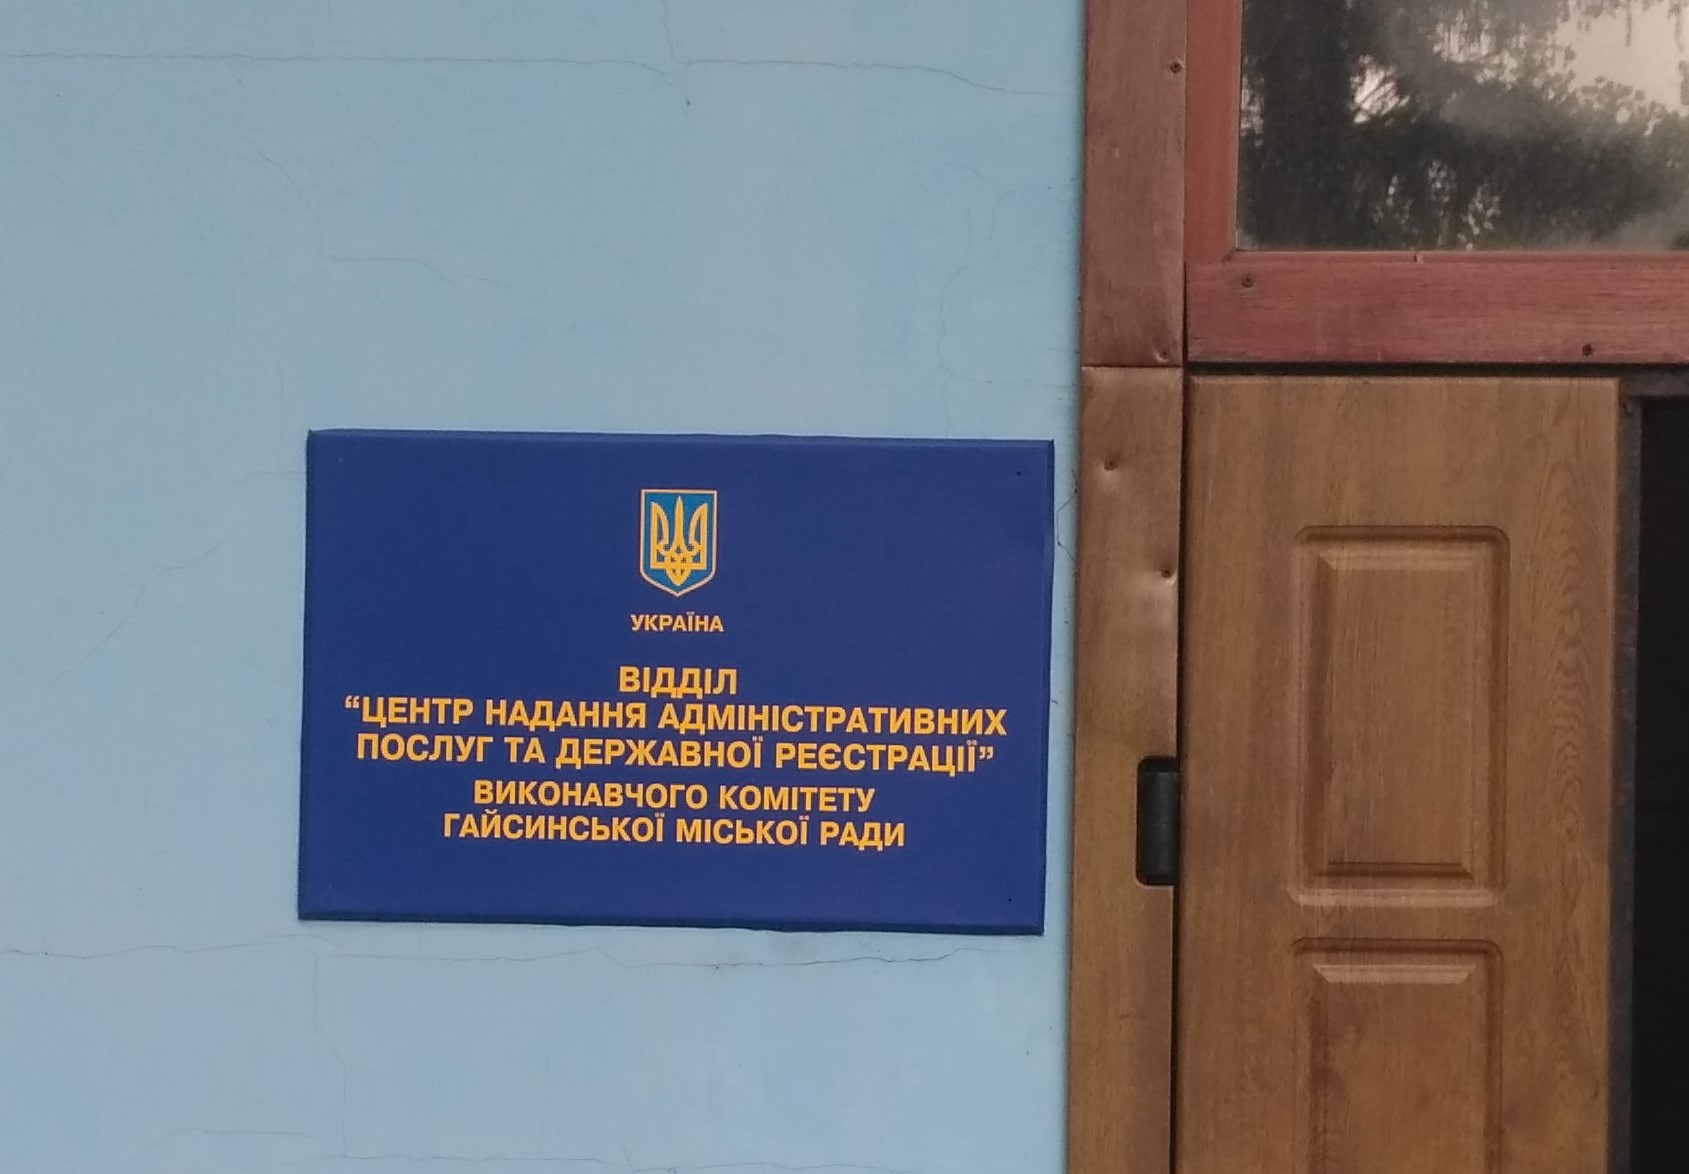 УКРАЇНА
ВІДДІЛ
“ЦЕНТР НАДАННЯ АДМІНІСТРАТИВНИХ
ПОСЛУГ ТА ДЕРЖАВНОЇ РЕЄСТРАЦІЇ”
ВИКОНАВЧОГО КОМІТЕТУ
ГАЙСИНСЬКОЇ МІСЬКОЇ РАДИ